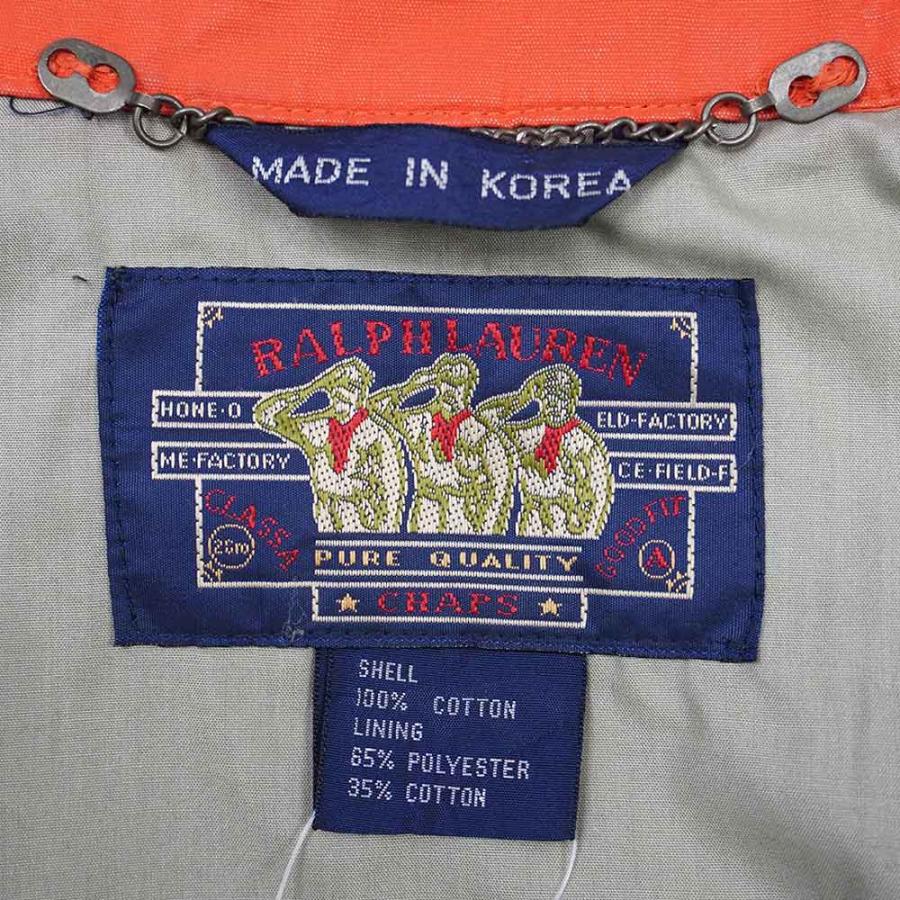 MADE IN KOREA
RALPH LAUREN
HONE-O
ELD-FACTORY
ME-FACTORY
CE-FIELD-F
CLASS A
GOOD FIT
26m
A
PURE QUALITY
CHAPS
SHELL
100% COTTON
LINING
65% POLYESTER
35% COTTON